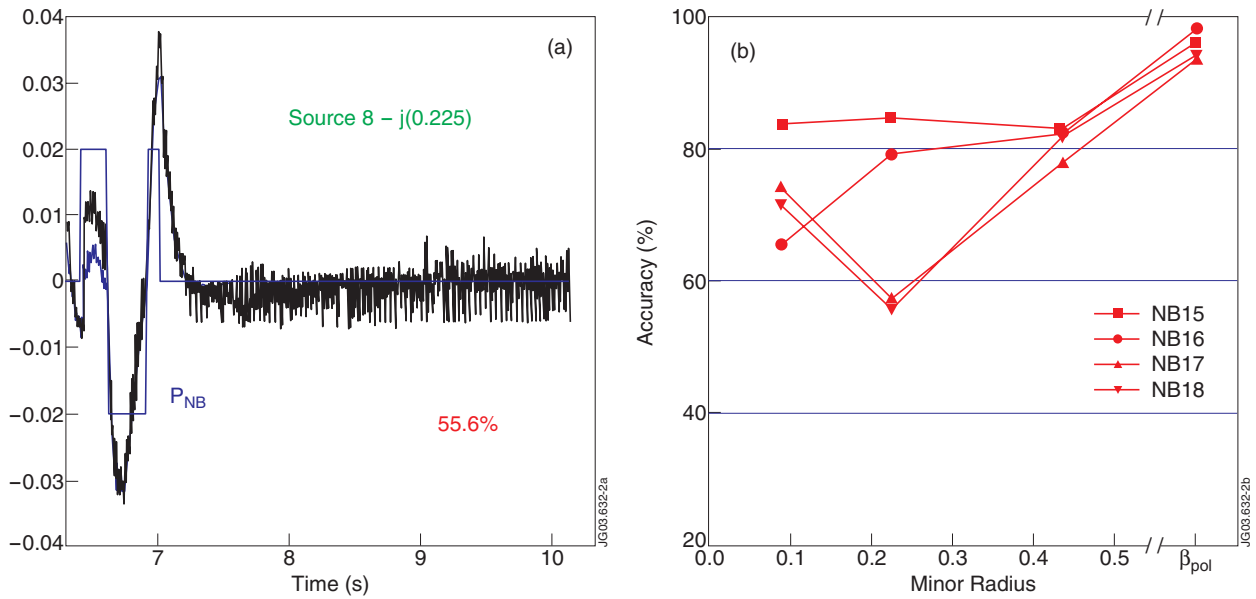 0.04
0.03
0.02
0.01
0
−0.01
−0.02
−0.03
−0.04
(a)
Source 8 − j(0.225)
P_NB
55.6%
7
8
9
10
Time (s)
JG03.632-2a
100
80
60
40
20
Accuracy (%)
(b)
NB15
NB16
NB17
NB18
0.0
0.1
0.2
0.3
0.4
0.5
//
//
β_pol
Minor Radius
JG03.632-2b